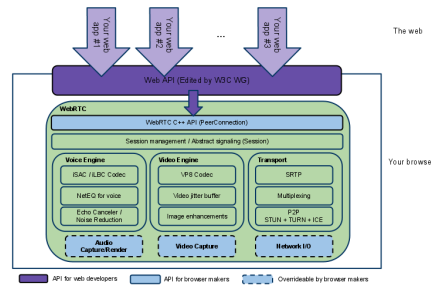 Your web
app #1
Your web
app #2
...
Your web
app #3
The web
Web API (Edited by W3C WG)
WebRTC
WebRTC C++ API (PeerConnection)
Session management / Abstract signaling (Session)
Your browse
Voice Engine
iSAC / iLBC Codec
NetEQ for voice
Echo Canceler /
Noise Reduction
Video Engine
VP8 Codec
Video jitter buffer
Image enhancements
Transport
SRTP
Multiplexing
P2P
STUN + TURN + ICE
Audio
Capture/Render
Video Capture
Network I/O
API for web developers
API for browser makers
Overrideable by browser makers